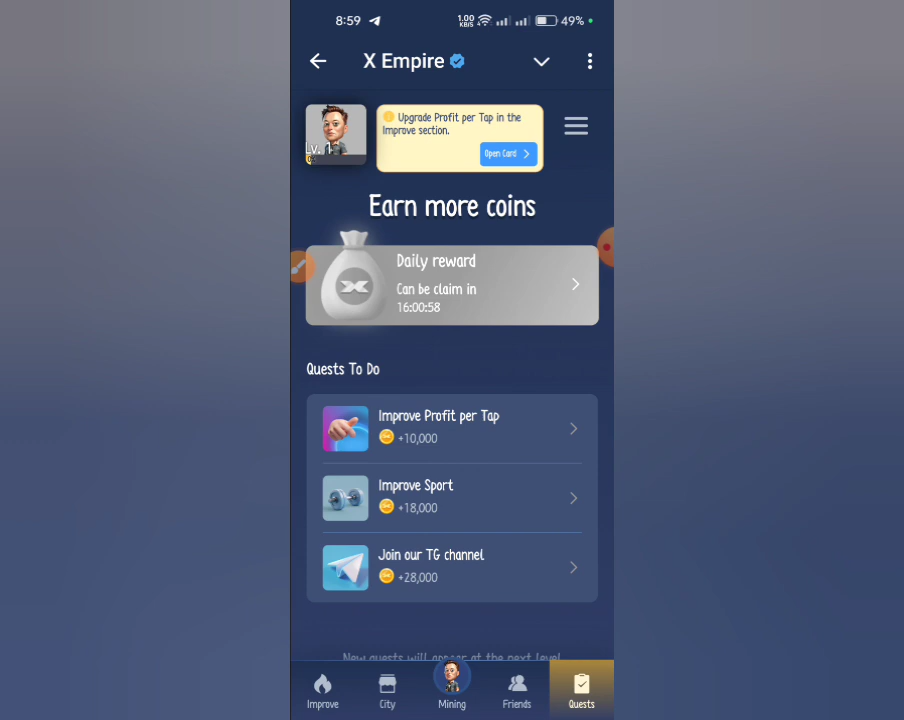 8:59
1.00
KB/S
49%
X Empire
Lv. 1
Upgrade Profit per Tap in the
Improve section.
Open Card
Earn more coins
Daily reward
Can be claim in
16:00:58
Quests To Do
Improve Profit per Tap
+10,000
Improve Sport
+18,000
Join our TG channel
+28,000
New quests will appear at the next level
Improve
City
Mining
Friends
Quests